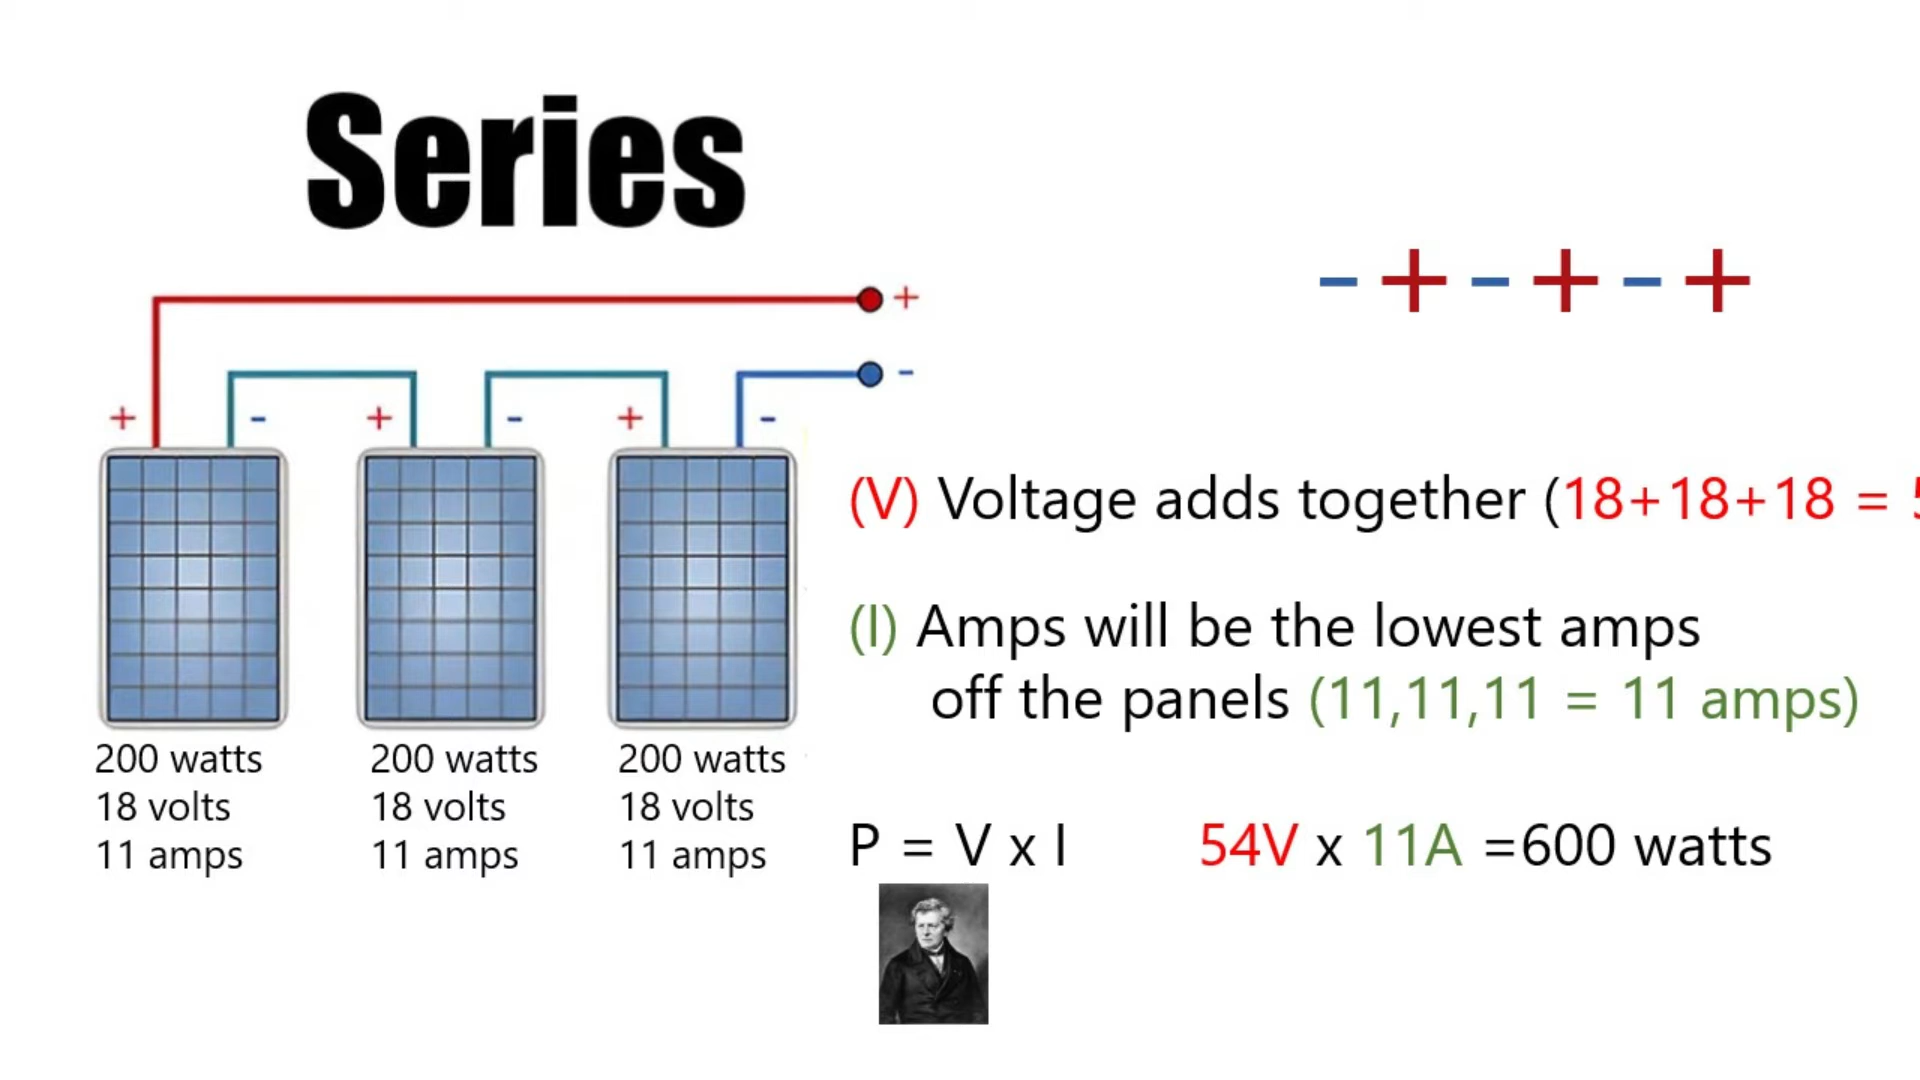 Series
- + - + - +
+
-
+ - + - + -
(V) Voltage adds together (18+18+18 =
(I) Amps will be the lowest amps
off the panels (11,11,11 = 11 amps)
200 watts 200 watts 200 watts
18 volts 18 volts 18 volts
11 amps 11 amps 11 amps
P = V x I 54V x 11A =600 watts